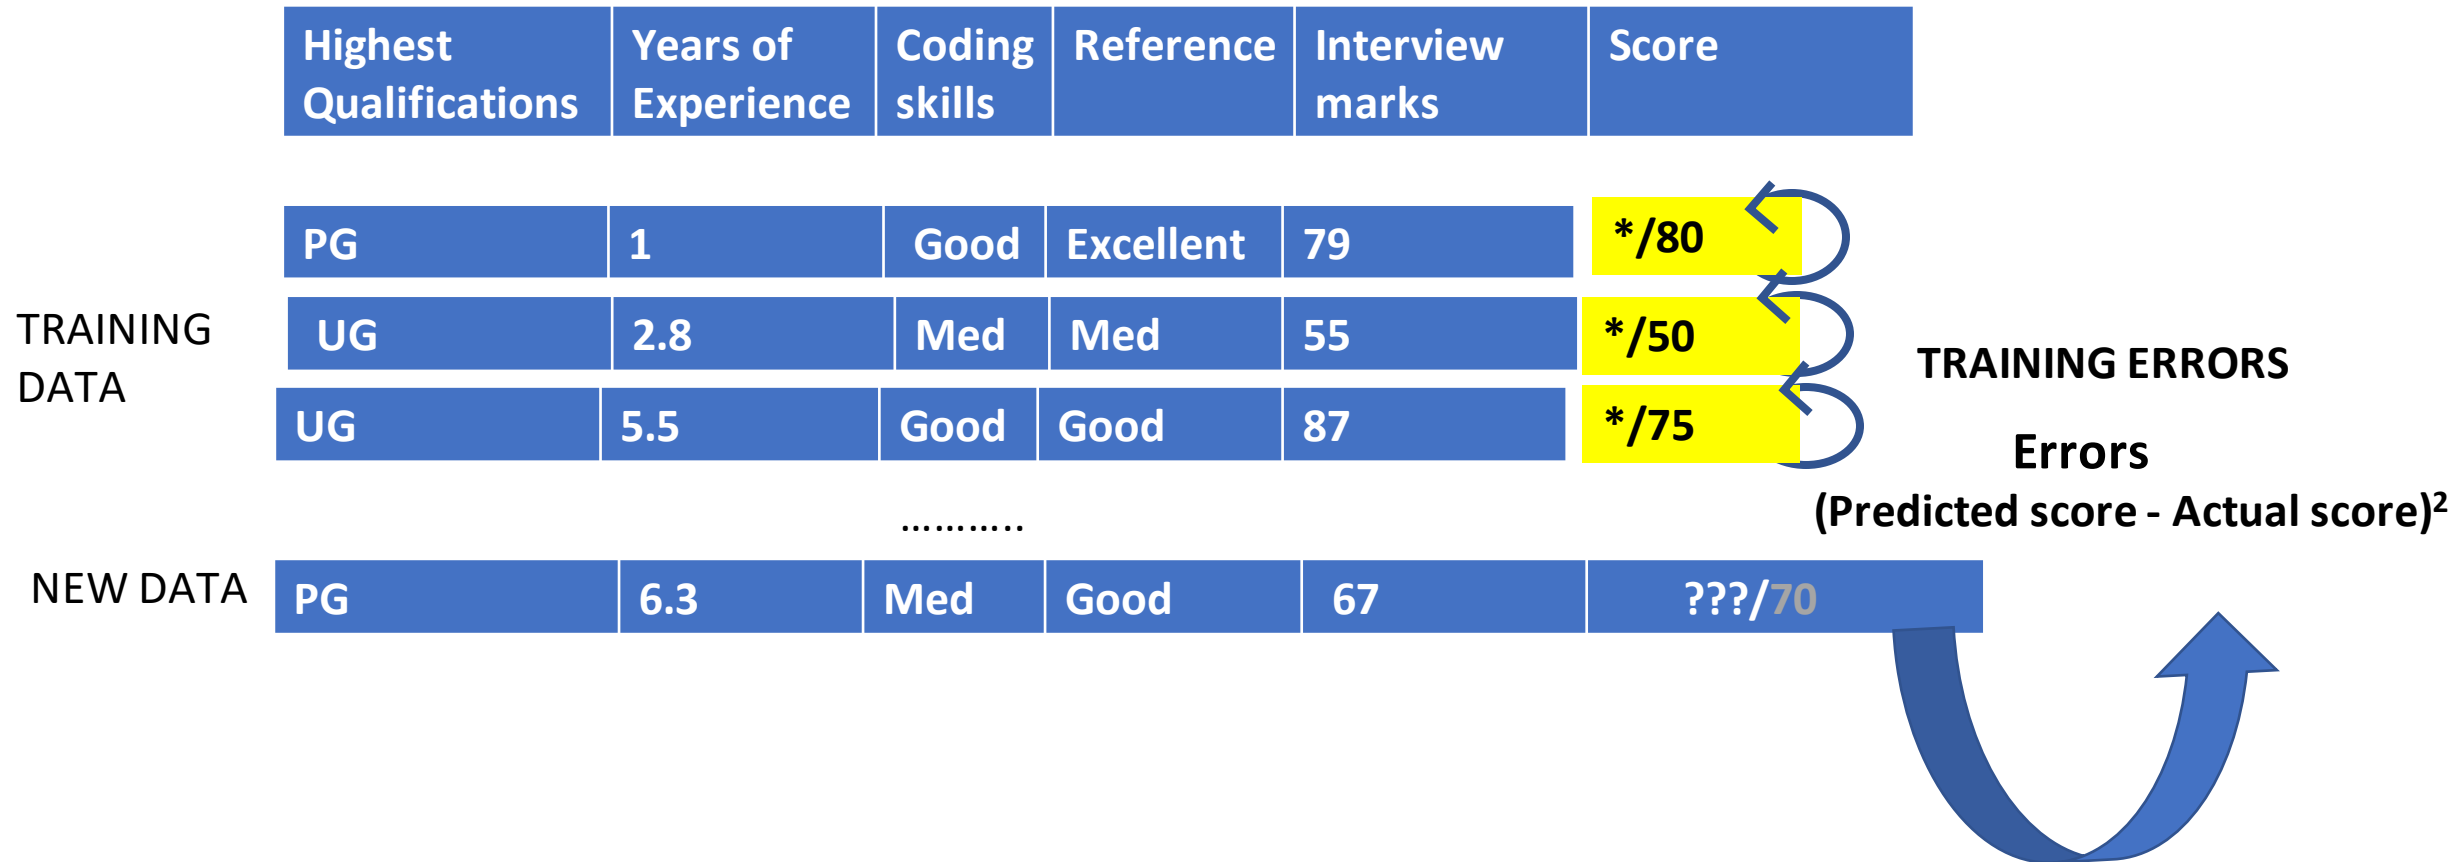 Highest Qualifications Years of Experience Coding skills Reference Interview marks Score
PG 1 Good Excellent 79 */80
TRAINING DATA
UG 2.8 Med Med 55 */50
UG 5.5 Good Good 87 */75
TRAINING ERRORS
Errors
(Predicted score - Actual score)²
...........
NEW DATA PG 6.3 Med Good 67 ???/70